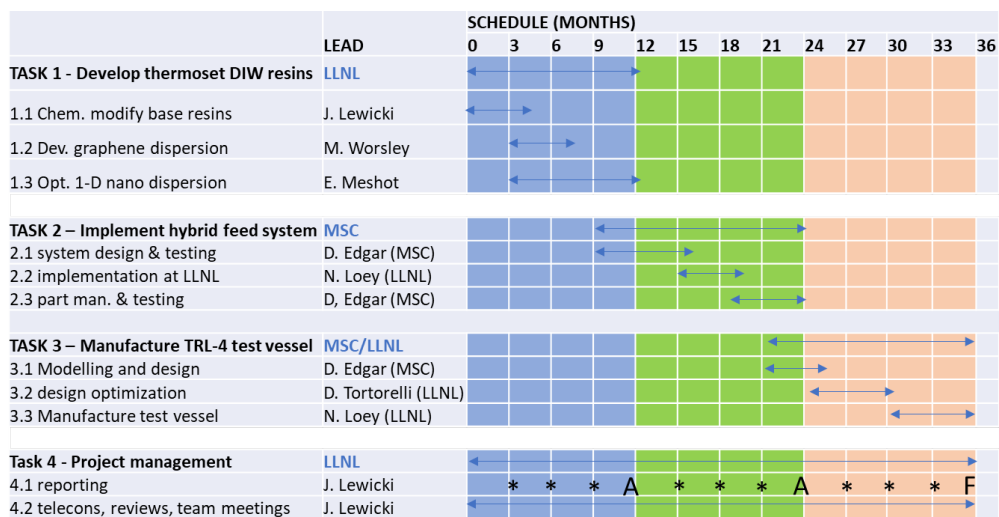 SCHEDULE (MONTHS)
LEAD 0 3 6 9 12 15 18 21 24 27 30 33 36
TASK 1 - Develop thermoset DIW resins LLNL
1.1 Chem. modify base resins J. Lewicki
1.2 Dev. graphene dispersion M. Worsley
1.3 Opt. 1-D nano dispersion E. Meshot
TASK 2 – Implement hybrid feed system MSC
2.1 system design & testing D. Edgar (MSC)
2.2 implementation at LLNL N. Loey (LLNL)
2.3 part man. & testing D, Edgar (MSC)
TASK 3 – Manufacture TRL-4 test vessel MSC/LLNL
3.1 Modelling and design D. Edgar (MSC)
3.2 design optimization D. Tortorelli (LLNL)
3.3 Manufacture test vessel N. Loey (LLNL)
Task 4 - Project management LLNL
4.1 reporting J. Lewicki * * * A * * * A * * * F
4.2 telecons, reviews, team meetings J. Lewicki